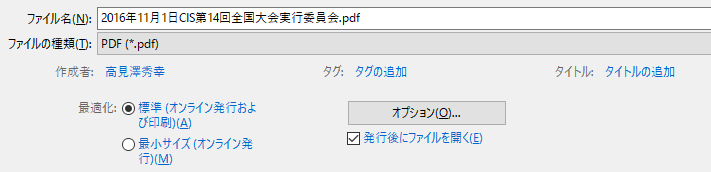 ファイル名(N): 2016年11月1日CIS第14回全国大会実行委員会.pdf
ファイルの種類(T): PDF (*.pdf)
作成者: 高見澤秀幸 タグ: タグの追加 タイトル: タイトルの追加
最適化: 標準 (オンライン発行およ
び印刷)(A)
オプション(O)...
発行後にファイルを開く(E)
最小サイズ (オンライン発
行)(M)